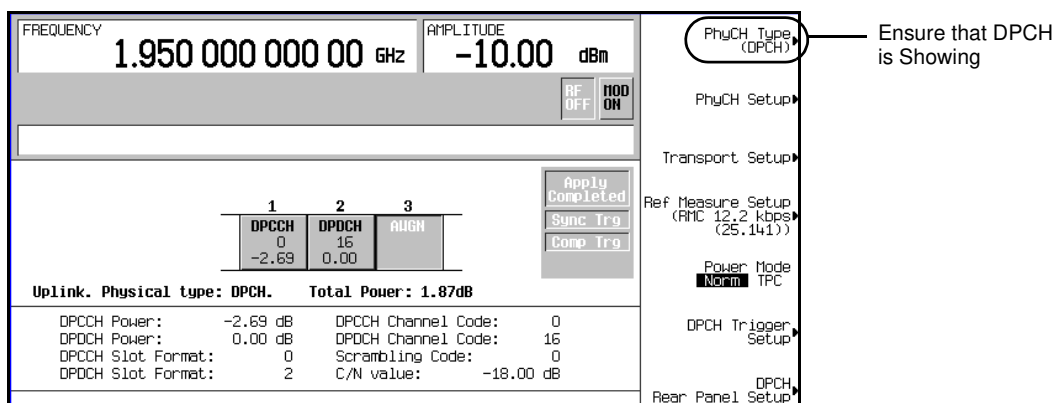 FREQUENCY
1.950 000 000 00 GHz
AMPLITUDE
-10.00 dBm
RF OFF
MOD ON
PhyCH Type
(DPCH)
Ensure that DPCH
is Showing
PhyCH Setup
Transport Setup
Ref Measure Setup
(RMC 12.2 kbps
(25.141))
Power Mode
Norm TPC
DPCH Trigger
Setup
DPCH
Rear Panel Setup
Apply
Completed
Sync Trg
Comp Trg
1 2 3
DPCCH DPDCH AWGN
0 16
-2.69 0.00
Uplink. Physical type: DPCH. Total Power: 1.87dB
DPCCH Power: -2.69 dB DPCCH Channel Code: 0
DPDCH Power: 0.00 dB DPDCH Channel Code: 16
DPCCH Slot Format: 0 Scrambling Code: 0
DPDCH Slot Format: 2 C/N value: -18.00 dB